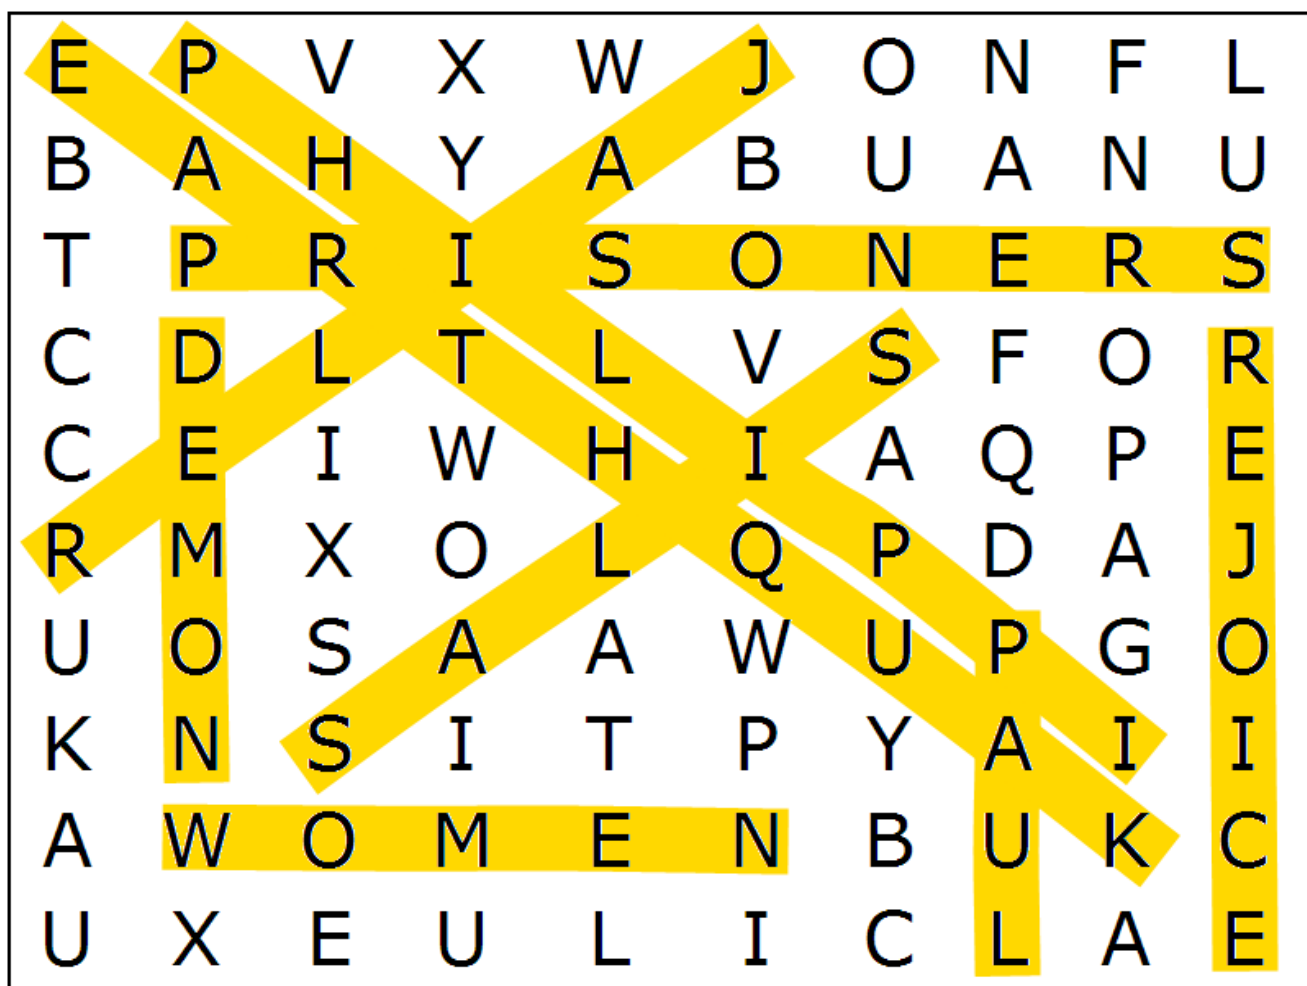 E P V X W J O N F L
B A H Y A B U A N U
T P R I S O N E R S
C D L T L V S F O R
C E I W H I A Q P E
R M X O L Q P D A J
U O S A A W U P G O
K N S I T P Y A I I
A W O M E N B U K C
U X E U L I C L A E